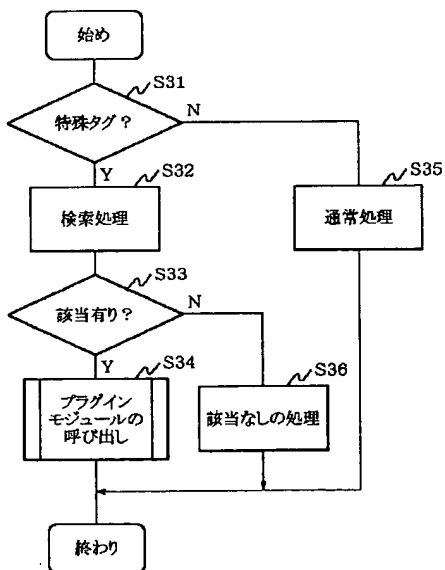 始め
S31
特殊タグ？
N
Y
S32
検索処理
S35
通常処理
S33
該当有り？
N
Y
S34
プラグイン
モジュールの
呼び出し
S36
該当なしの処理
終わり